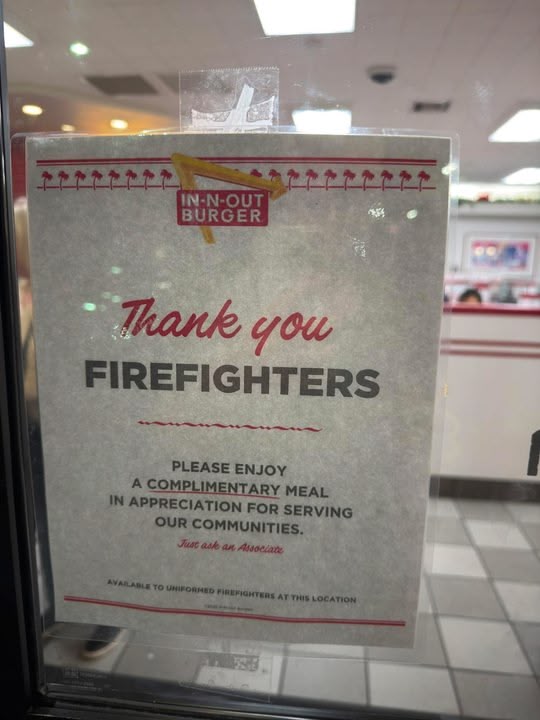 IN-N-OUT
BURGER
Thank you
FIREFIGHTERS
PLEASE ENJOY
A COMPLIMENTARY MEAL
IN APPRECIATION FOR SERVING
OUR COMMUNITIES.
Just ask an Associate
AVAILABLE TO UNIFORMED FIREFIGHTERS AT THIS LOCATION